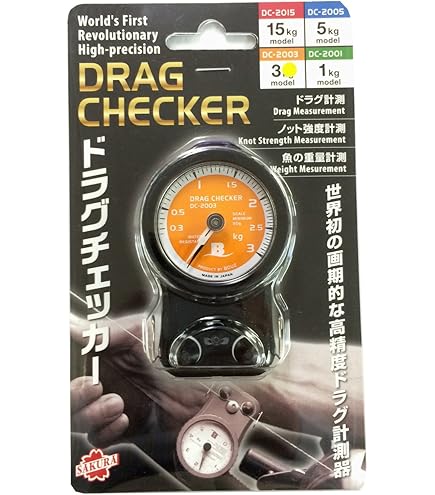 World's First
Revolutionary
High-precision
DRAG
CHECKER
DC-2015
15kg
model
DC-2005
5kg
model
DC-2003
3
model
DC-2001
1kg
model
ドラグ計測
Drag Measurement
ノット強度計測
Knot Strength Measurement
魚の重量計測
Weight Mesurement
ドラグチェッカー
世界初の画期的な高精度ドラグ計測器
0.3
0.5
1
1.5
2
2.5
3
DRAG CHECKER
DC-2003
SCALE
MINIMUM
WATER
RESISTANT
kg
B
MADE IN JAPAN
SAKURA